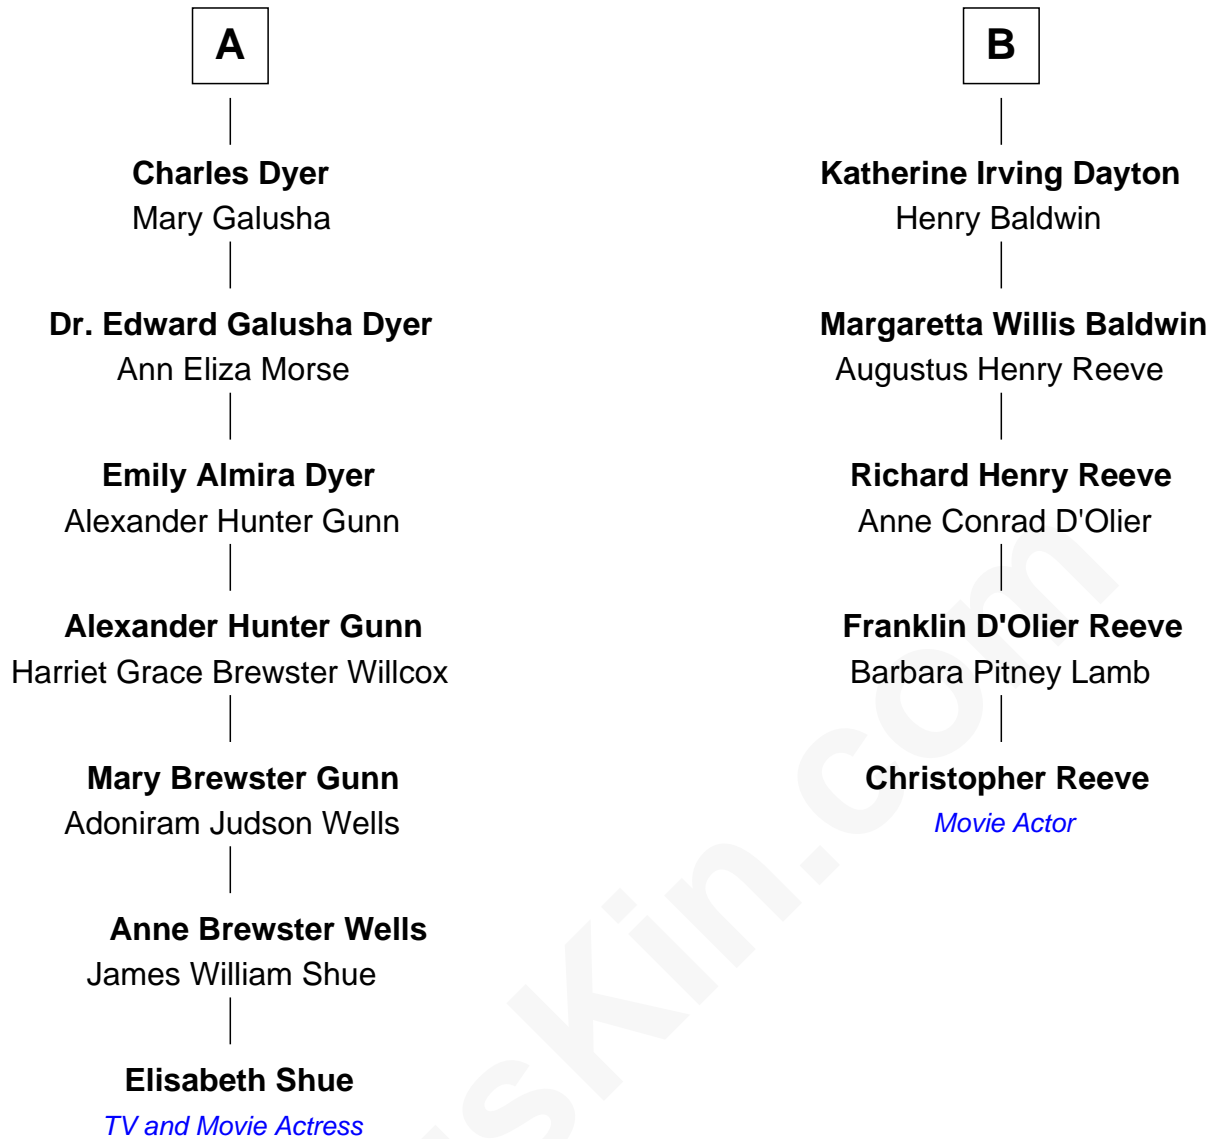 A
Charles Dyer
Mary Galusha
Dr. Edward Galusha Dyer
Ann Eliza Morse
Emily Almira Dyer
Alexander Hunter Gunn
Alexander Hunter Gunn
Harriet Grace Brewster Willcox
Mary Brewster Gunn
Adoniram Judson Wells
Anne Brewster Wells
James William Shue
Elisabeth Shue
TV and Movie Actress
B
Katherine Irving Dayton
Henry Baldwin
Margaretta Willis Baldwin
Augustus Henry Reeve
Richard Henry Reeve
Anne Conrad D'Olier
Franklin D'Olier Reeve
Barbara Pitney Lamb
Christopher Reeve
Movie Actor
sKin.com